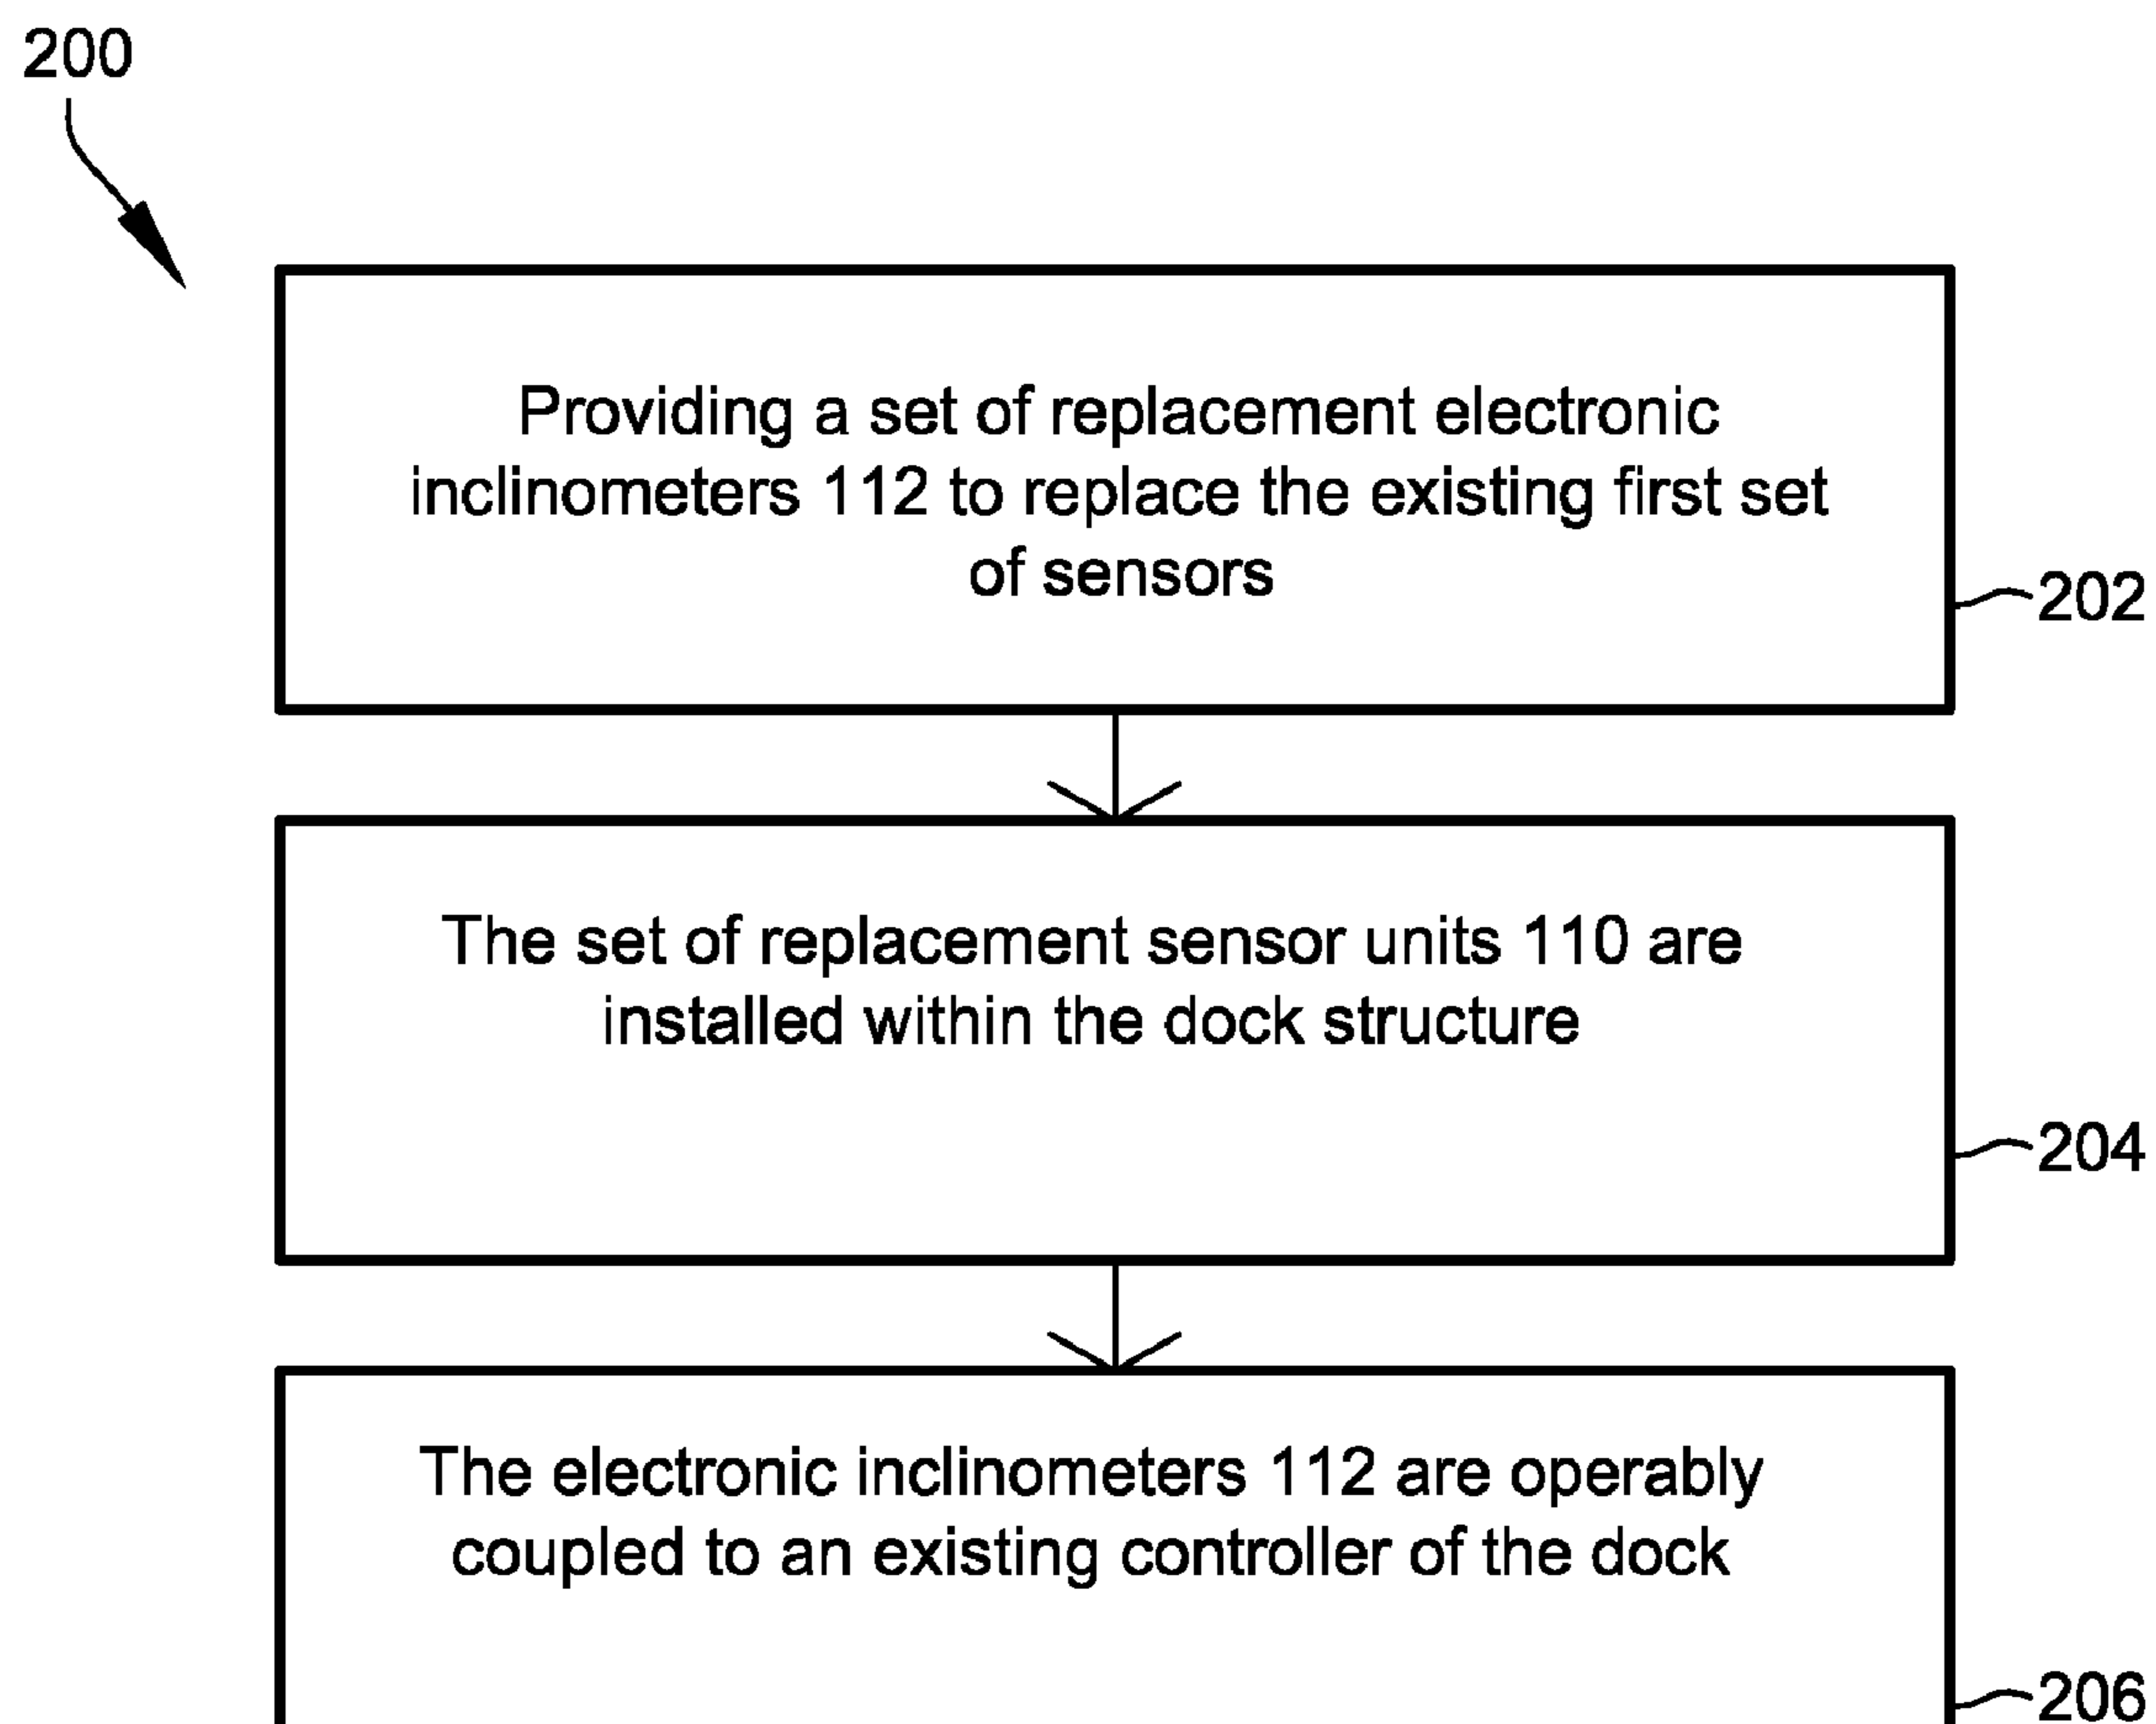 200
Providing a set of replacement electronic
inclinometers 112 to replace the existing first set
of sensors
202
The set of replacement sensor units 110 are
installed within the dock structure
204
The electronic inclinometers 112 are operably
coupled to an existing controller of the dock
206